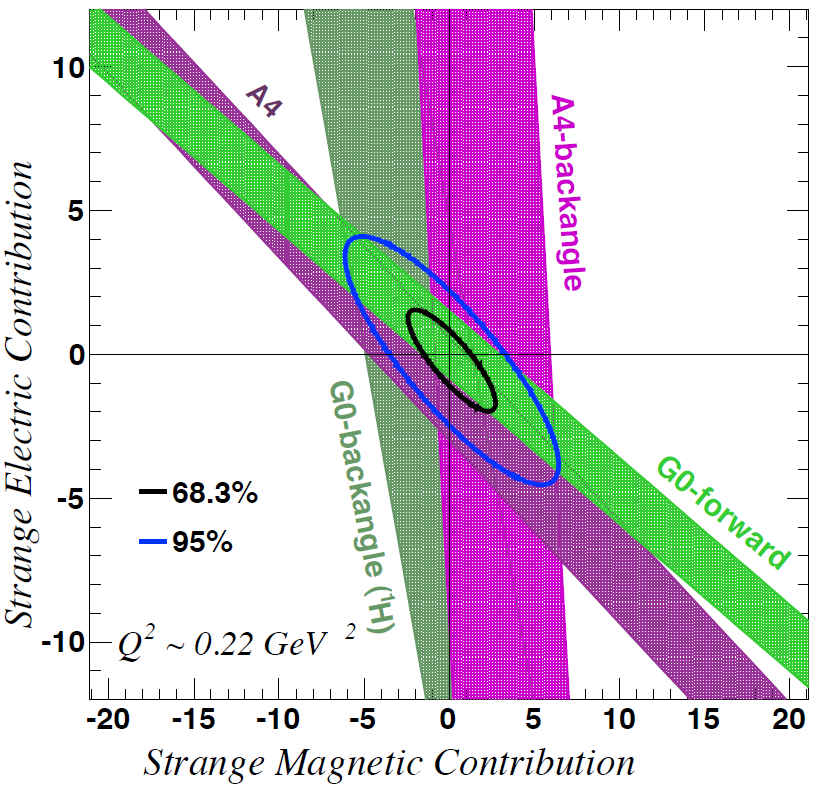 10
5
0
-5
-10
-20
-15
-10
-5
0
5
10
15
20
Strange Electric Contribution
Strange Magnetic Contribution
A4
A4-backangle
G0-backangle (¹H)
G0-forward
68.3%
95%
Q² ~ 0.22 GeV ²